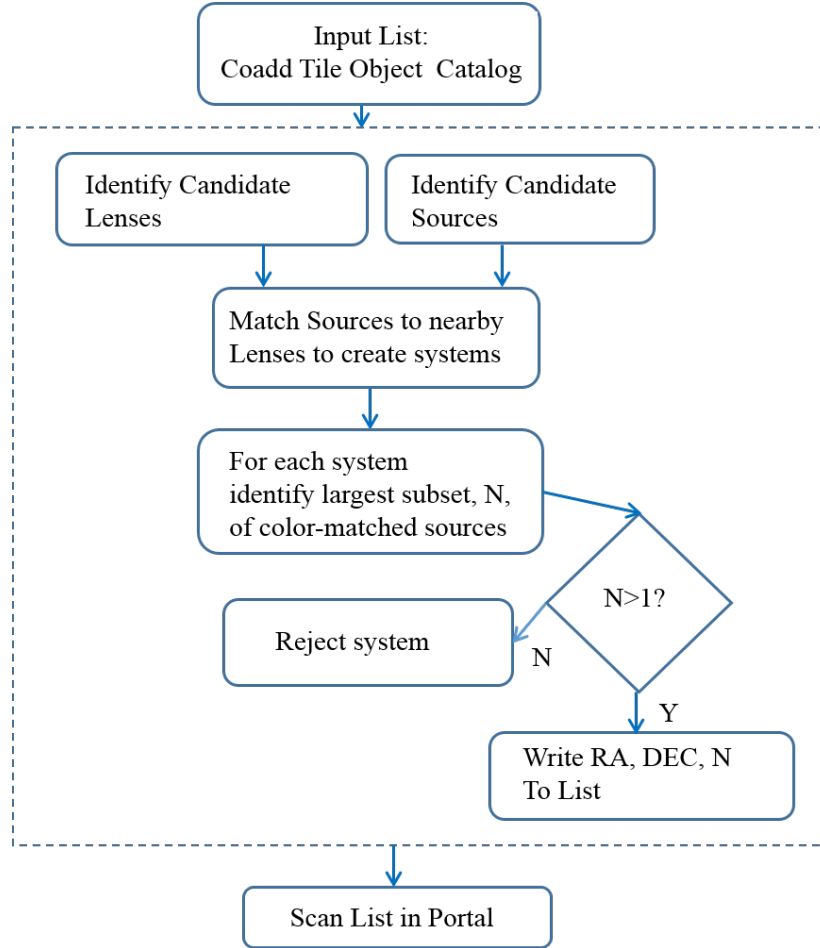 Input List:
Coadd Tile Object Catalog
Identify Candidate
Lenses
Identify Candidate
Sources
Match Sources to nearby
Lenses to create systems
For each system
identify largest subset, N,
of color-matched sources
N>1?
Reject system
N
Y
Write RA, DEC, N
To List
Scan List in Portal